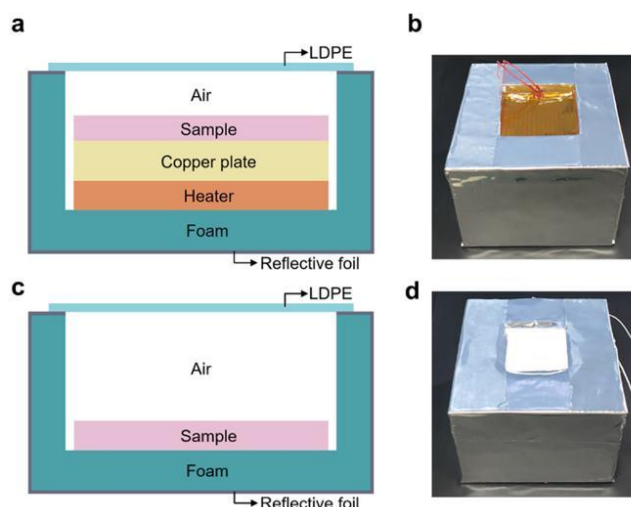 a
LDPE
Air
Sample
Copper plate
Heater
Foam
Reflective foil
b
c
LDPE
Air
Sample
Foam
Reflective foil
d